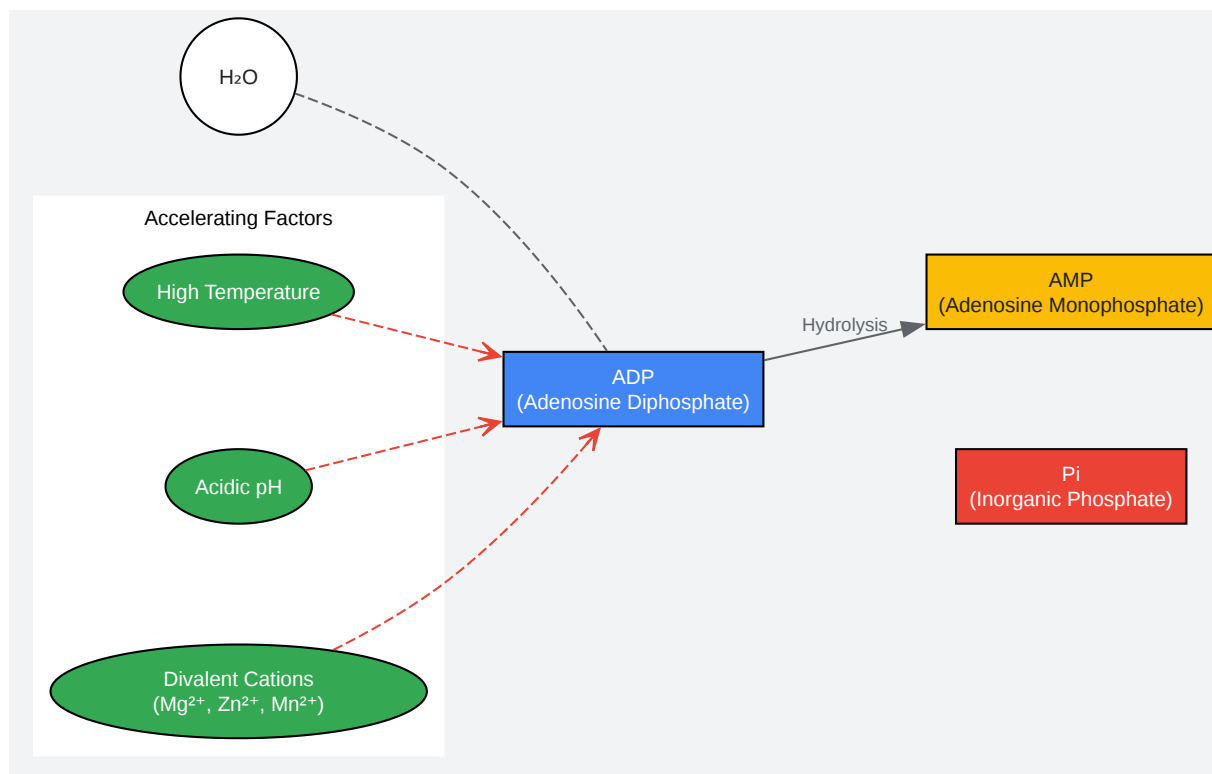 H₂O
Accelerating Factors
High Temperature
Acidic pH
Divalent Cations
(Mg²⁺, Zn²⁺, Mn²⁺)
ADP
(Adenosine Diphosphate)
Hydrolysis
AMP
(Adenosine Monophosphate)
Pi
(Inorganic Phosphate)